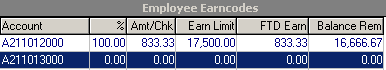 Employee Earncodes
Account % Amt/Chk Earn Limit FTD Earn Balance Rem
A211012000 100.00 833.33 17,500.00 833.33 16,666.67
A211013000 0.00 0.00 0.00 0.00 0.00